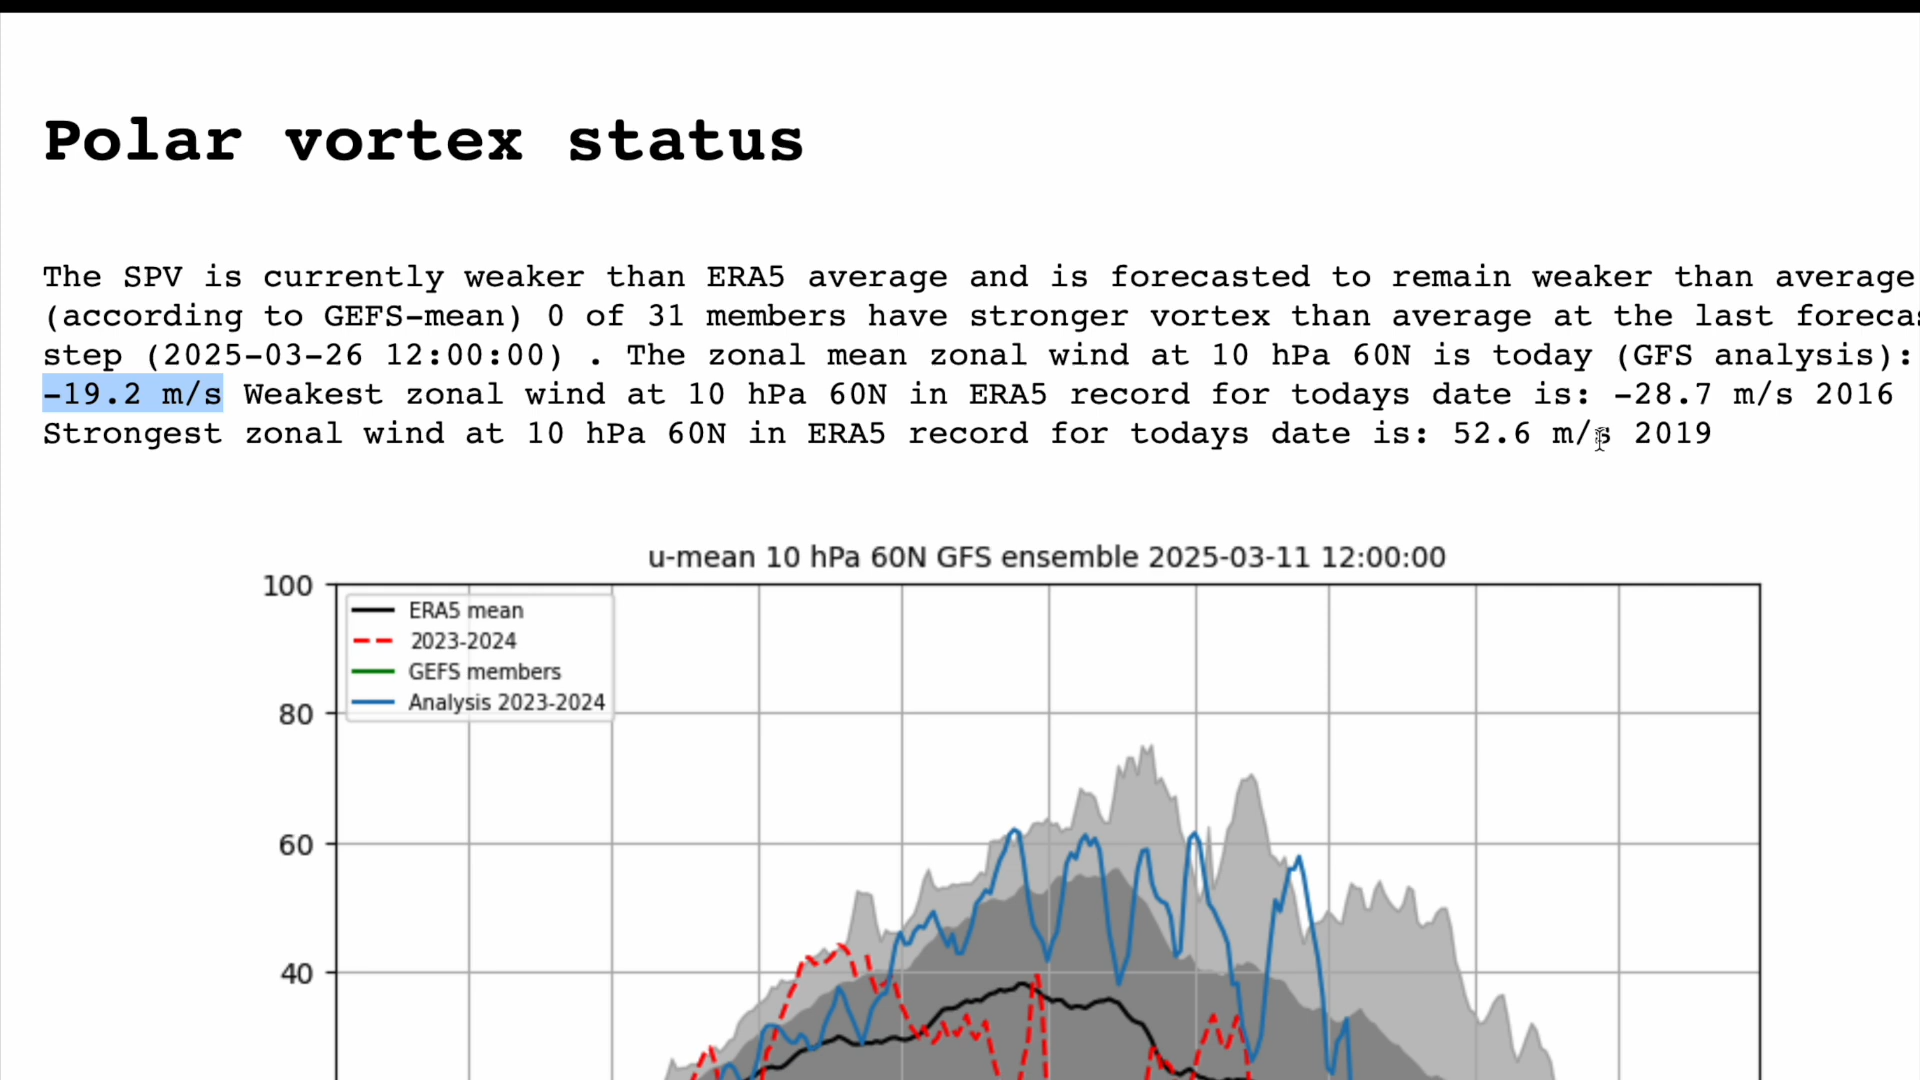 Polar vortex status
The SPV is currently weaker than ERA5 average and is forecasted to remain weaker than average
(according to GEFS-mean) 0 of 31 members have stronger vortex than average at the last
step (2025-03-26 12:00:00) . The zonal mean zonal wind at 10 hPa 60N is today (GFS analysis):
-19.2 m/s Weakest zonal wind at 10 hPa 60N in ERA5 record for todays date is: -28.7 m/s 2016
Strongest zonal wind at 10 hPa 60N in ERA5 record for todays date is: 52.6 m/s 2019
u-mean 10 hPa 60N GFS ensemble 2025-03-11 12:00:00
100
ERA5 mean
2023-2024
GEFS members
Analysis 2023-2024
80
60
40